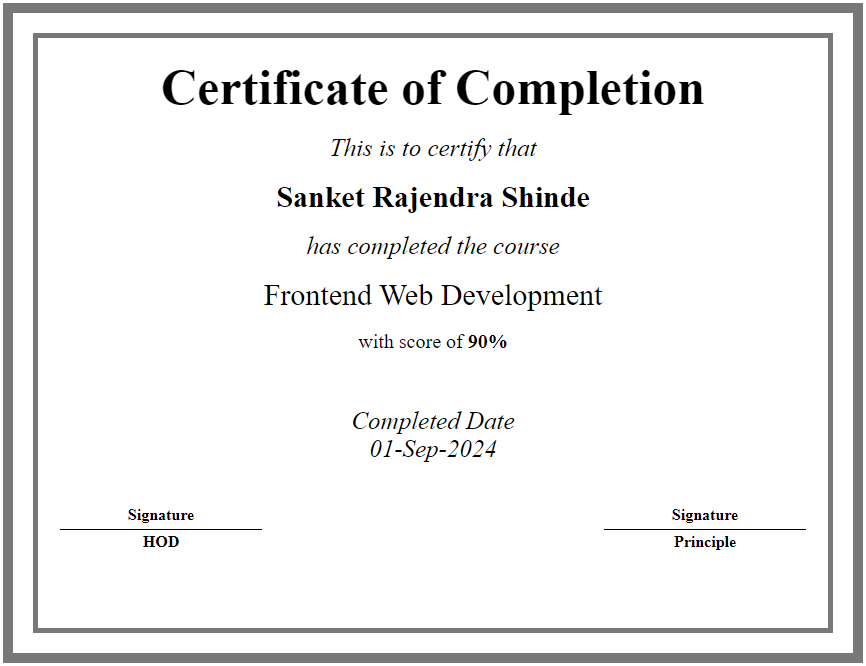 Certificate of Completion
This is to certify that
Sanket Rajendra Shinde
has completed the course
Frontend Web Development
with score of 90%
Completed Date
01-Sep-2024
Signature
HOD
Signature
Principle